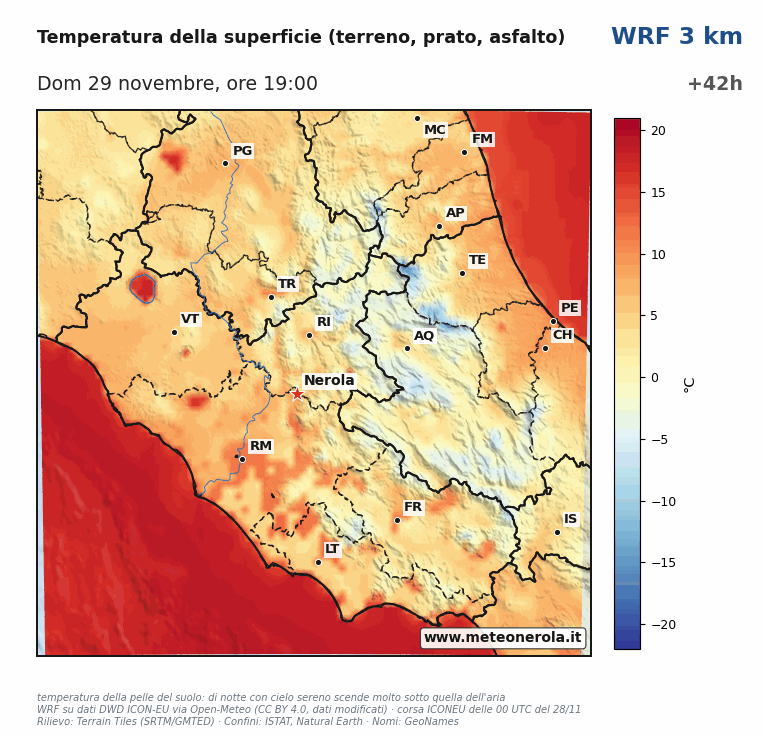 Temperatura della superficie (terreno, prato, asfalto)
WRF 3 km
Dom 29 novembre, ore 19:00
+42h
MC
FM
PG
AP
TE
TR
PE
VT
RI
AQ
CH
Nerola
RM
FR
IS
LT
www.meteonerola.it
20
15
10
5
0
−5
−10
−15
−20
°C
temperatura della pelle del suolo: di notte con cielo sereno scende molto sotto quella dell'aria
WRF su dati DWD ICON-EU via Open-Meteo (CC BY 4.0, dati modificati) · corsa ICONEU delle 00 UTC del 28/11
Rilievo: Terrain Tiles (SRTM/GMTED) · Confini: ISTAT, Natural Earth · Nomi: GeoNames